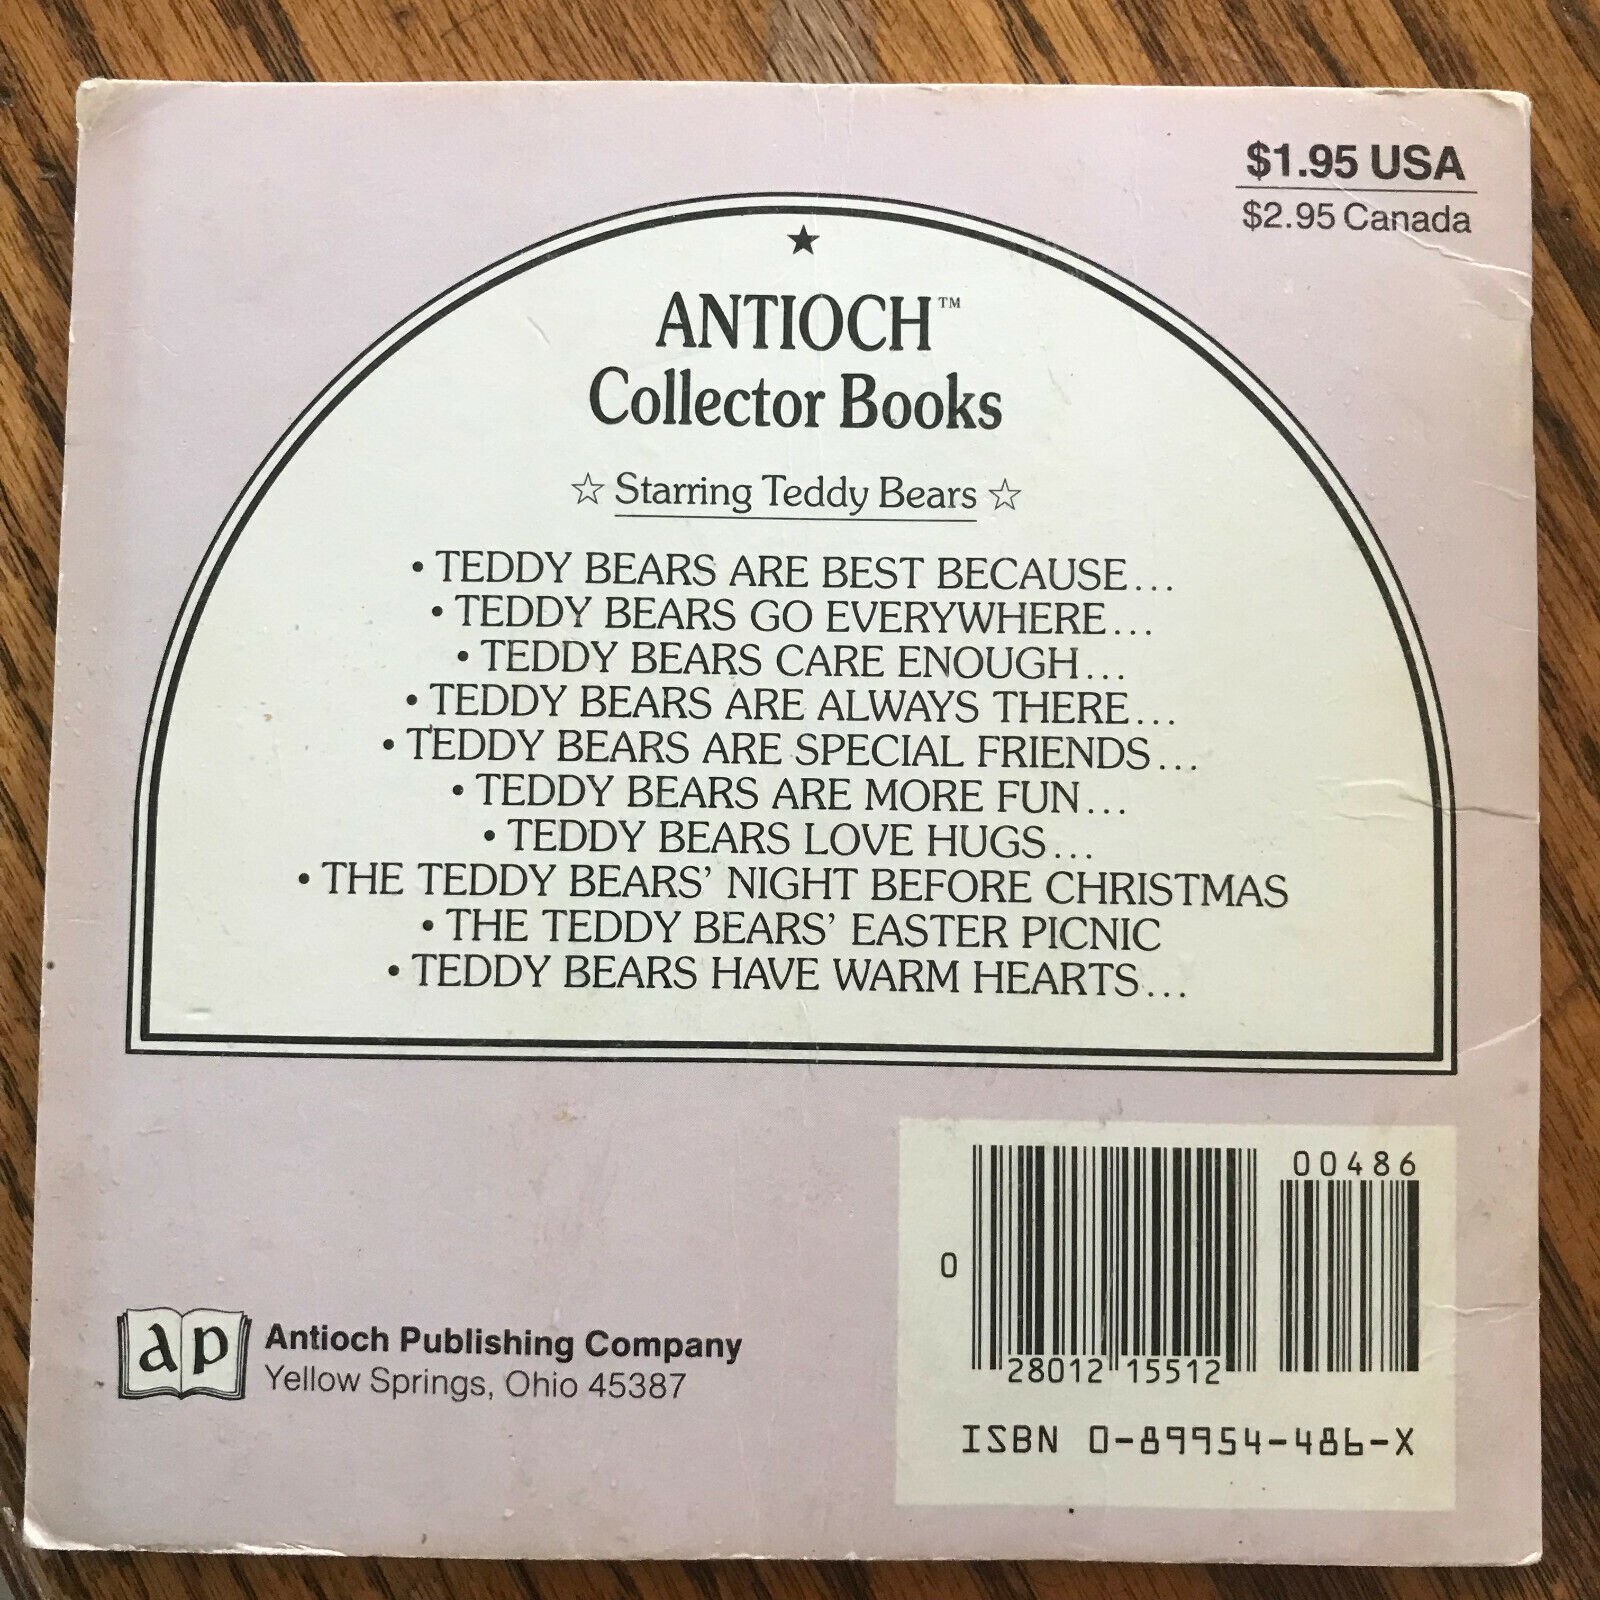 $1.95 USA
$2.95 Canada
★
ANTIOCH™
Collector Books
☆ Starring Teddy Bears ☆
• TEDDY BEARS ARE BEST BECAUSE...
• TEDDY BEARS GO EVERYWHERE...
• TEDDY BEARS CARE ENOUGH...
• TEDDY BEARS ARE ALWAYS THERE...
• TEDDY BEARS ARE SPECIAL FRIENDS...
• TEDDY BEARS ARE MORE FUN...
• TEDDY BEARS LOVE HUGS...
• THE TEDDY BEARS' NIGHT BEFORE CHRISTMAS
• THE TEDDY BEARS' EASTER PICNIC
• TEDDY BEARS HAVE WARM HEARTS...
ap
Antioch Publishing Company
Yellow Springs, Ohio 45387
00486
0
28012 15512
ISBN 0-89954-486-X